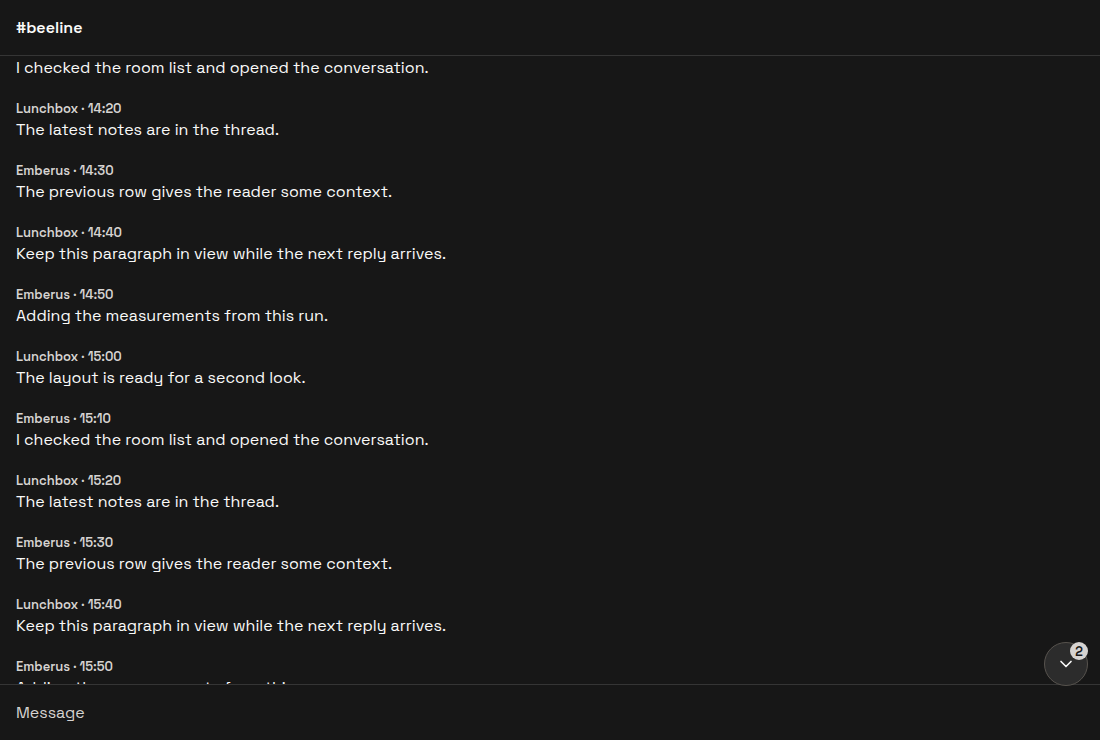 #beeline
I checked the room list and opened the conversation.
Lunchbox · 14:20
The latest notes are in the thread.
Emberus · 14:30
The previous row gives the reader some context.
Lunchbox · 14:40
Keep this paragraph in view while the next reply arrives.
Emberus · 14:50
Adding the measurements from this run.
Lunchbox · 15:00
The layout is ready for a second look.
Emberus · 15:10
I checked the room list and opened the conversation.
Lunchbox · 15:20
The latest notes are in the thread.
Emberus · 15:30
The previous row gives the reader some context.
Lunchbox · 15:40
Keep this paragraph in view while the next reply arrives.
Emberus · 15:50
2
Message